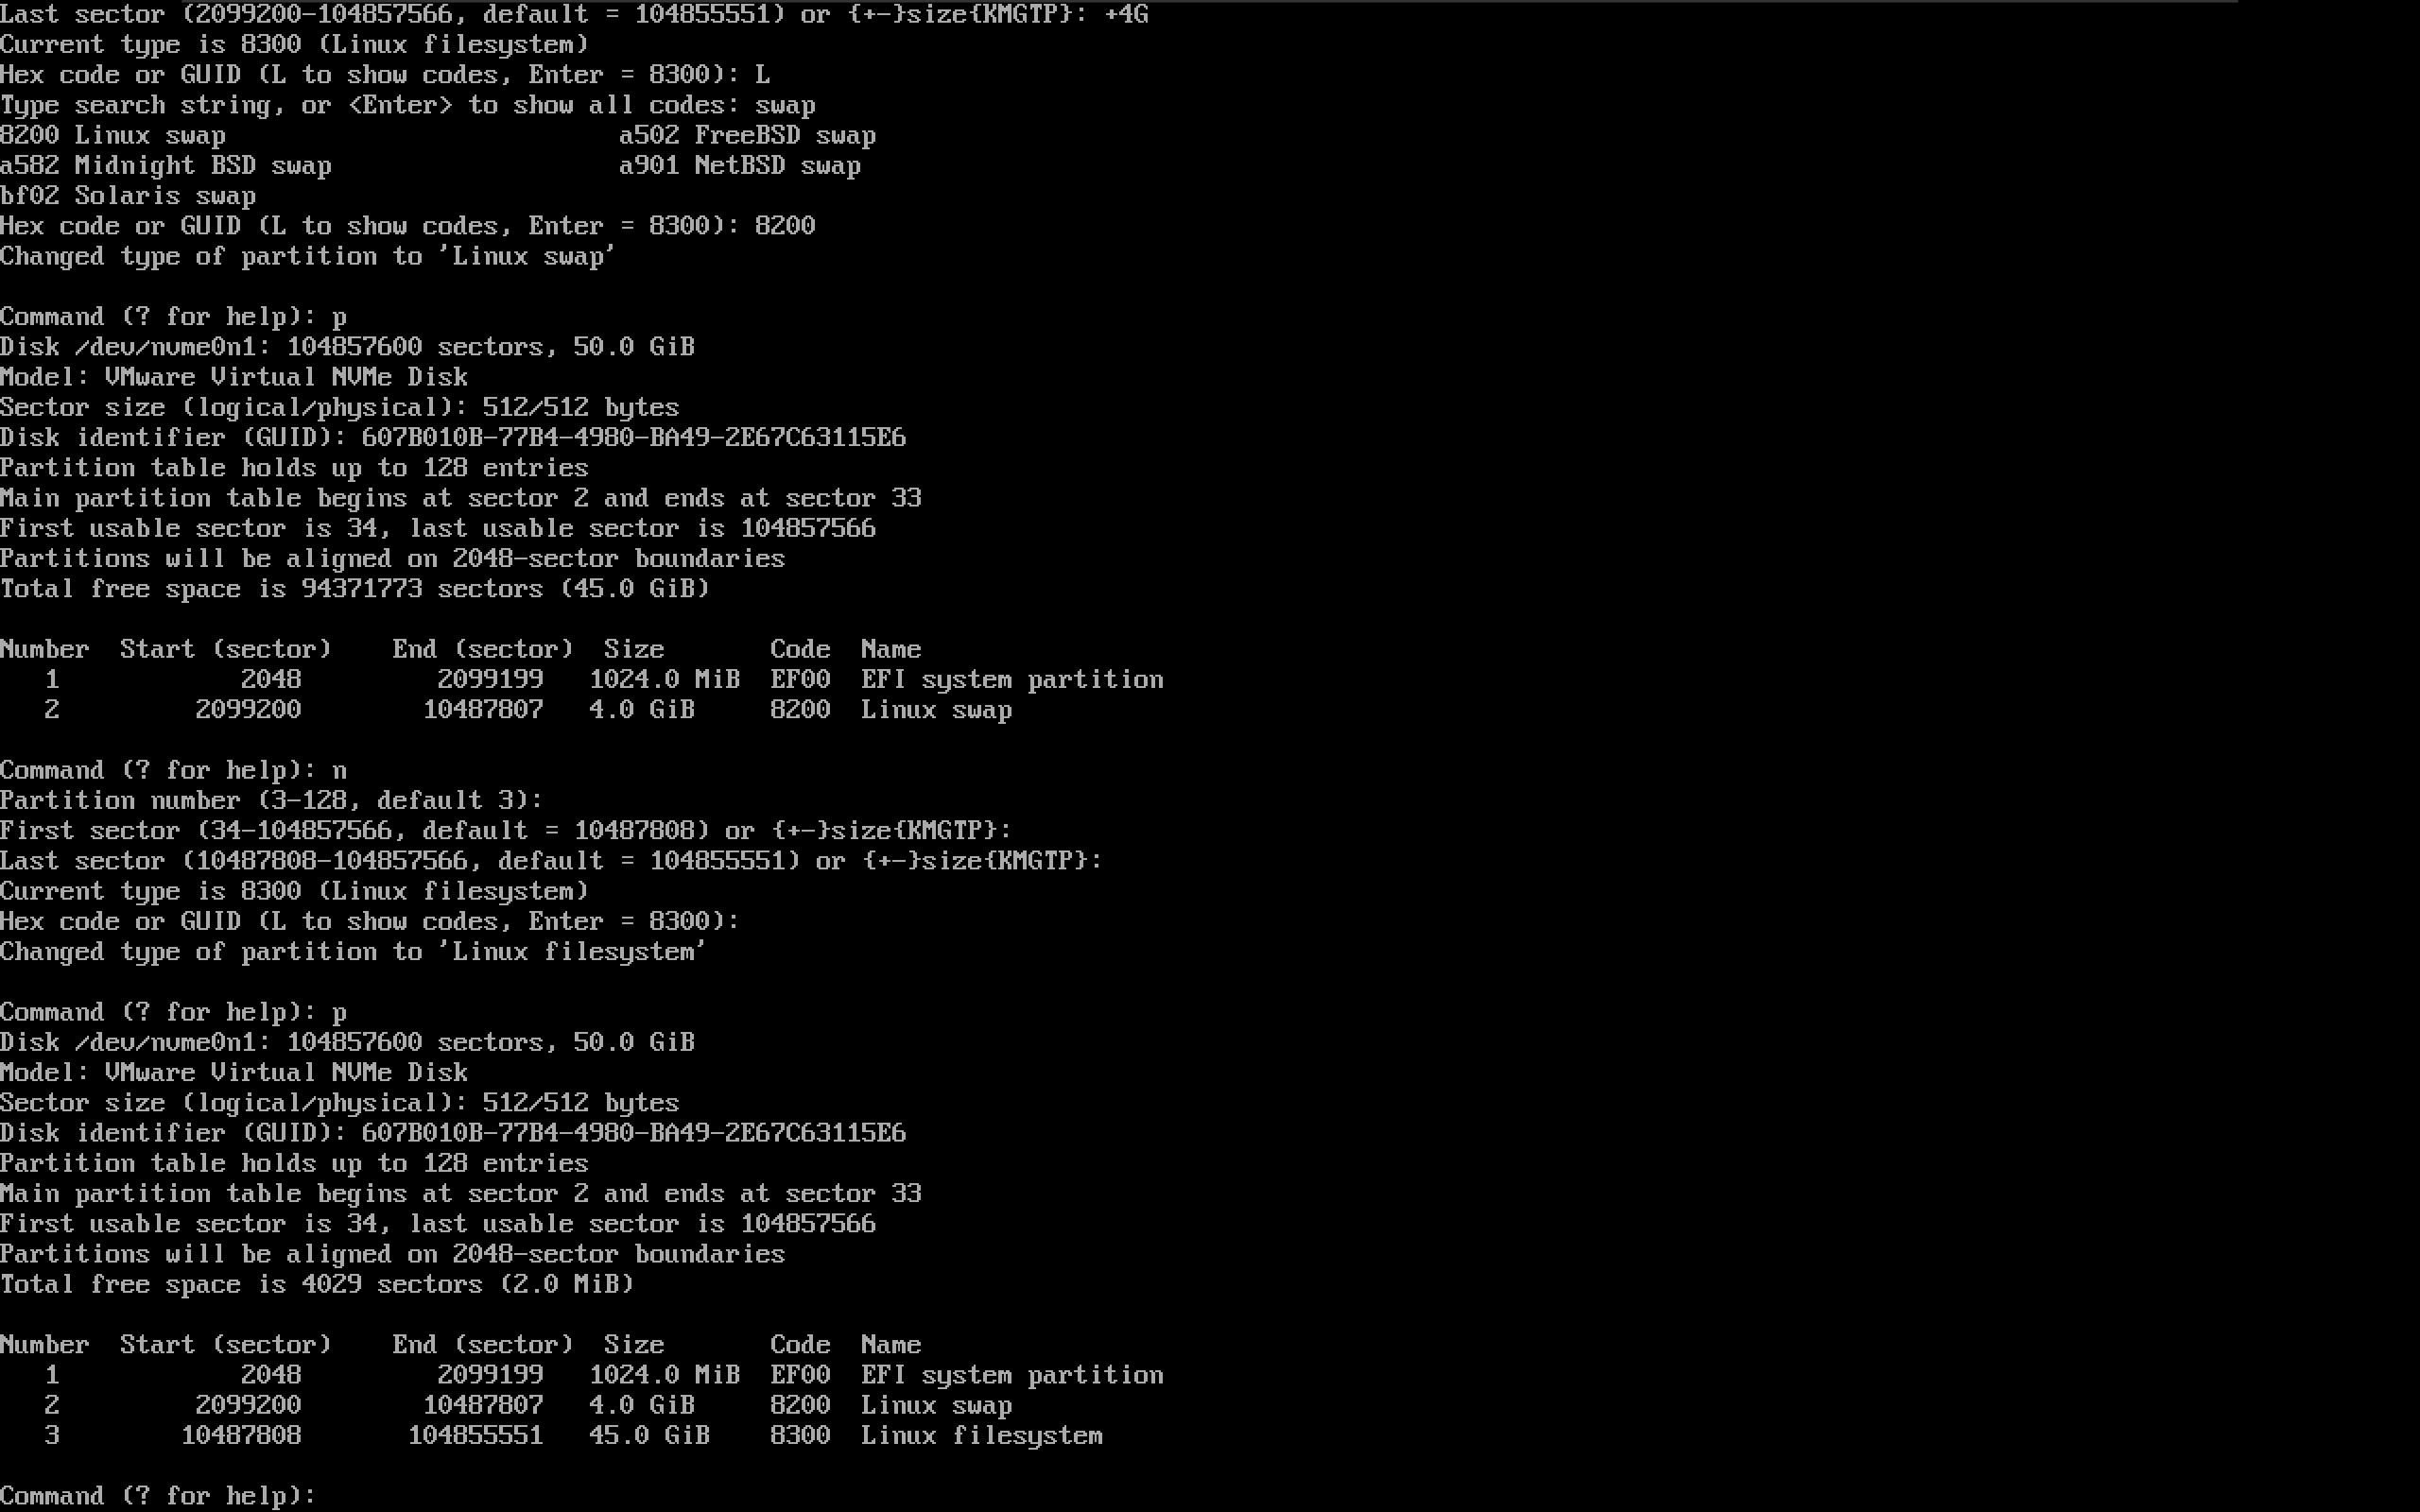 Last sector (2099200-104857566, default = 104855551) or {+-}size{KMGTP}: +4G
Current type is 8300 (Linux filesystem)
Hex code or GUID (L to show codes, Enter = 8300): L
Type search string, or <Enter> to show all codes: swap
8200 Linux swap                          a502 FreeBSD swap
a582 Midnight BSD swap                   a901 NetBSD swap
bf02 Solaris swap
Hex code or GUID (L to show codes, Enter = 8300): 8200
Changed type of partition to 'Linux swap'

Command (? for help): p
Disk /dev/nvme0n1: 104857600 sectors, 50.0 GiB
Model: VMware Virtual NVMe Disk
Sector size (logical/physical): 512/512 bytes
Disk identifier (GUID): 607B010B-77B4-4980-BA49-2E67C63115E6
Partition table holds up to 128 entries
Main partition table begins at sector 2 and ends at sector 33
First usable sector is 34, last usable sector is 104857566
Partitions will be aligned on 2048-sector boundaries
Total free space is 94371773 sectors (45.0 GiB)

Number  Start (sector)    End (sector)  Size       Code  Name
   1            2048         2099199   1024.0 MiB  EF00  EFI system partition
   2         2099200        10487807   4.0 GiB     8200  Linux swap

Command (? for help): n
Partition number (3-128, default 3):
First sector (34-104857566, default = 10487808) or {+-}size{KMGTP}:
Last sector (10487808-104857566, default = 104855551) or {+-}size{KMGTP}:
Current type is 8300 (Linux filesystem)
Hex code or GUID (L to show codes, Enter = 8300):
Changed type of partition to 'Linux filesystem'

Command (? for help): p
Disk /dev/nvme0n1: 104857600 sectors, 50.0 GiB
Model: VMware Virtual NVMe Disk
Sector size (logical/physical): 512/512 bytes
Disk identifier (GUID): 607B010B-77B4-4980-BA49-2E67C63115E6
Partition table holds up to 128 entries
Main partition table begins at sector 2 and ends at sector 33
First usable sector is 34, last usable sector is 104857566
Partitions will be aligned on 2048-sector boundaries
Total free space is 4029 sectors (2.0 MiB)

Number  Start (sector)    End (sector)  Size       Code  Name
   1            2048         2099199   1024.0 MiB  EF00  EFI system partition
   2         2099200        10487807   4.0 GiB     8200  Linux swap
   3        10487808       104855551   45.0 GiB    8300  Linux filesystem

Command (? for help):